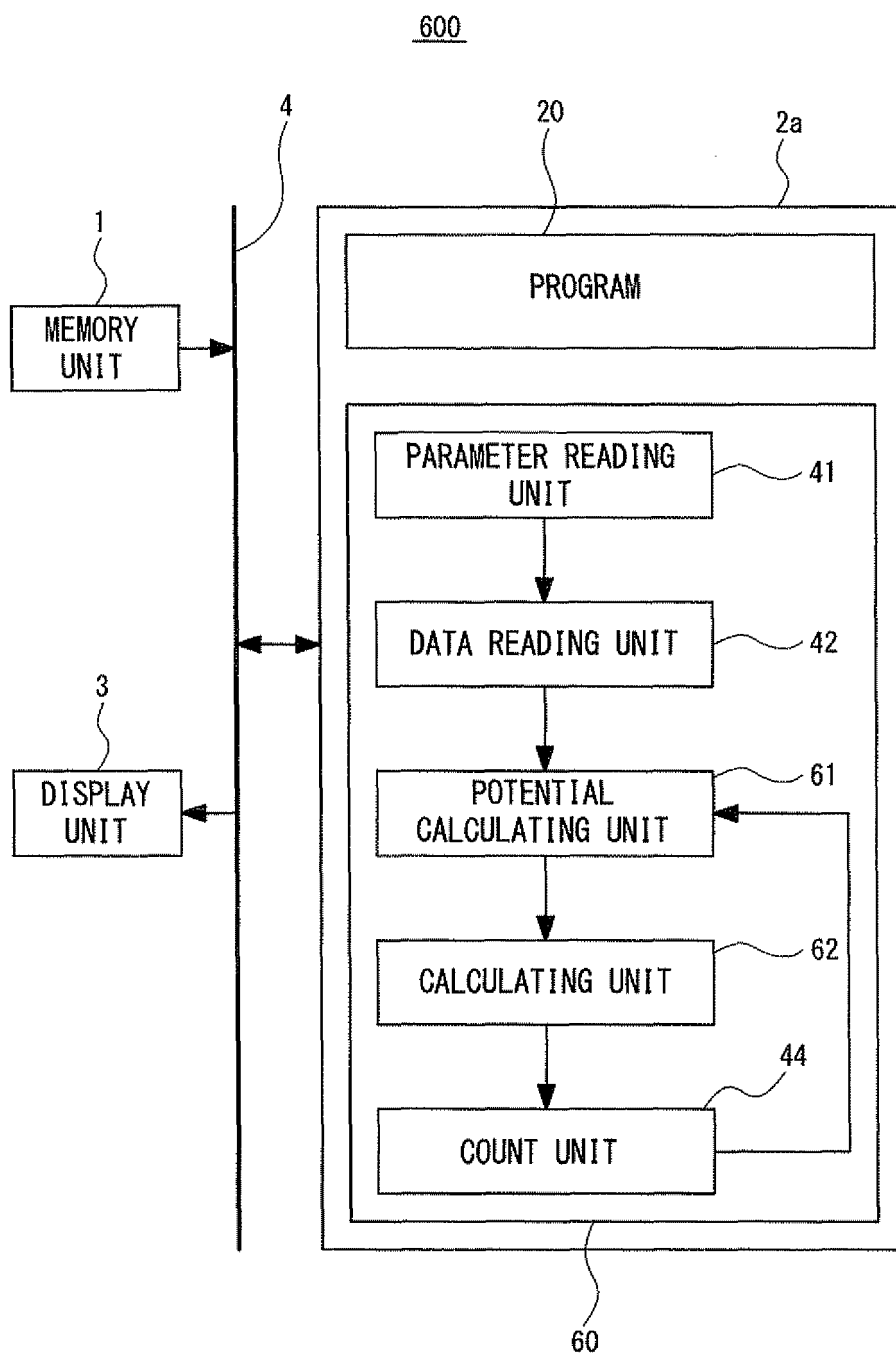 600
4
20
2a
1
MEMORY
UNIT
PROGRAM
PARAMETER READING
UNIT
41
DATA READING UNIT
42
3
DISPLAY
UNIT
61
POTENTIAL
CALCULATING UNIT
62
CALCULATING UNIT
44
COUNT UNIT
60